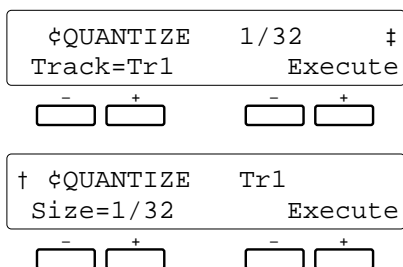 ¢QUANTIZE 1/32 ‡
Track=Tr1 Execute
- + - +
† ¢QUANTIZE Tr1
Size=1/32 Execute
- + - +